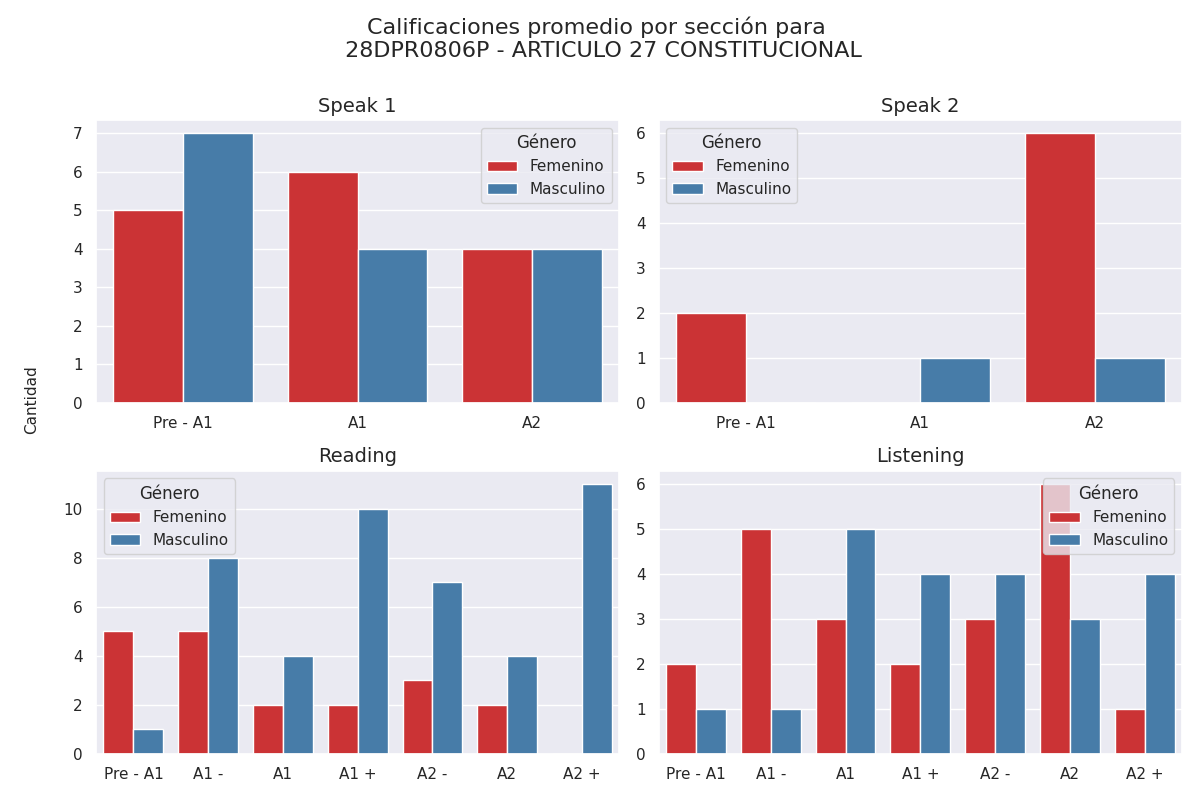 Calificaciones promedio por sección para
28DPR0806P - ARTICULO 27 CONSTITUCIONAL
Cantidad
Speak 1
7
6
5
4
3
2
1
0
Género
Femenino
Masculino
Pre - A1 A1 A2
Speak 2
6
5
4
3
2
1
0
Género
Femenino
Masculino
Pre - A1 A1 A2
Reading
10
8
6
4
2
0
Género
Femenino
Masculino
Pre - A1 A1 - A1 A1 + A2 - A2 A2 +
Listening
6
5
4
3
2
1
0
Género
Femenino
Masculino
Pre - A1 A1 - A1 A1 + A2 - A2 A2 +